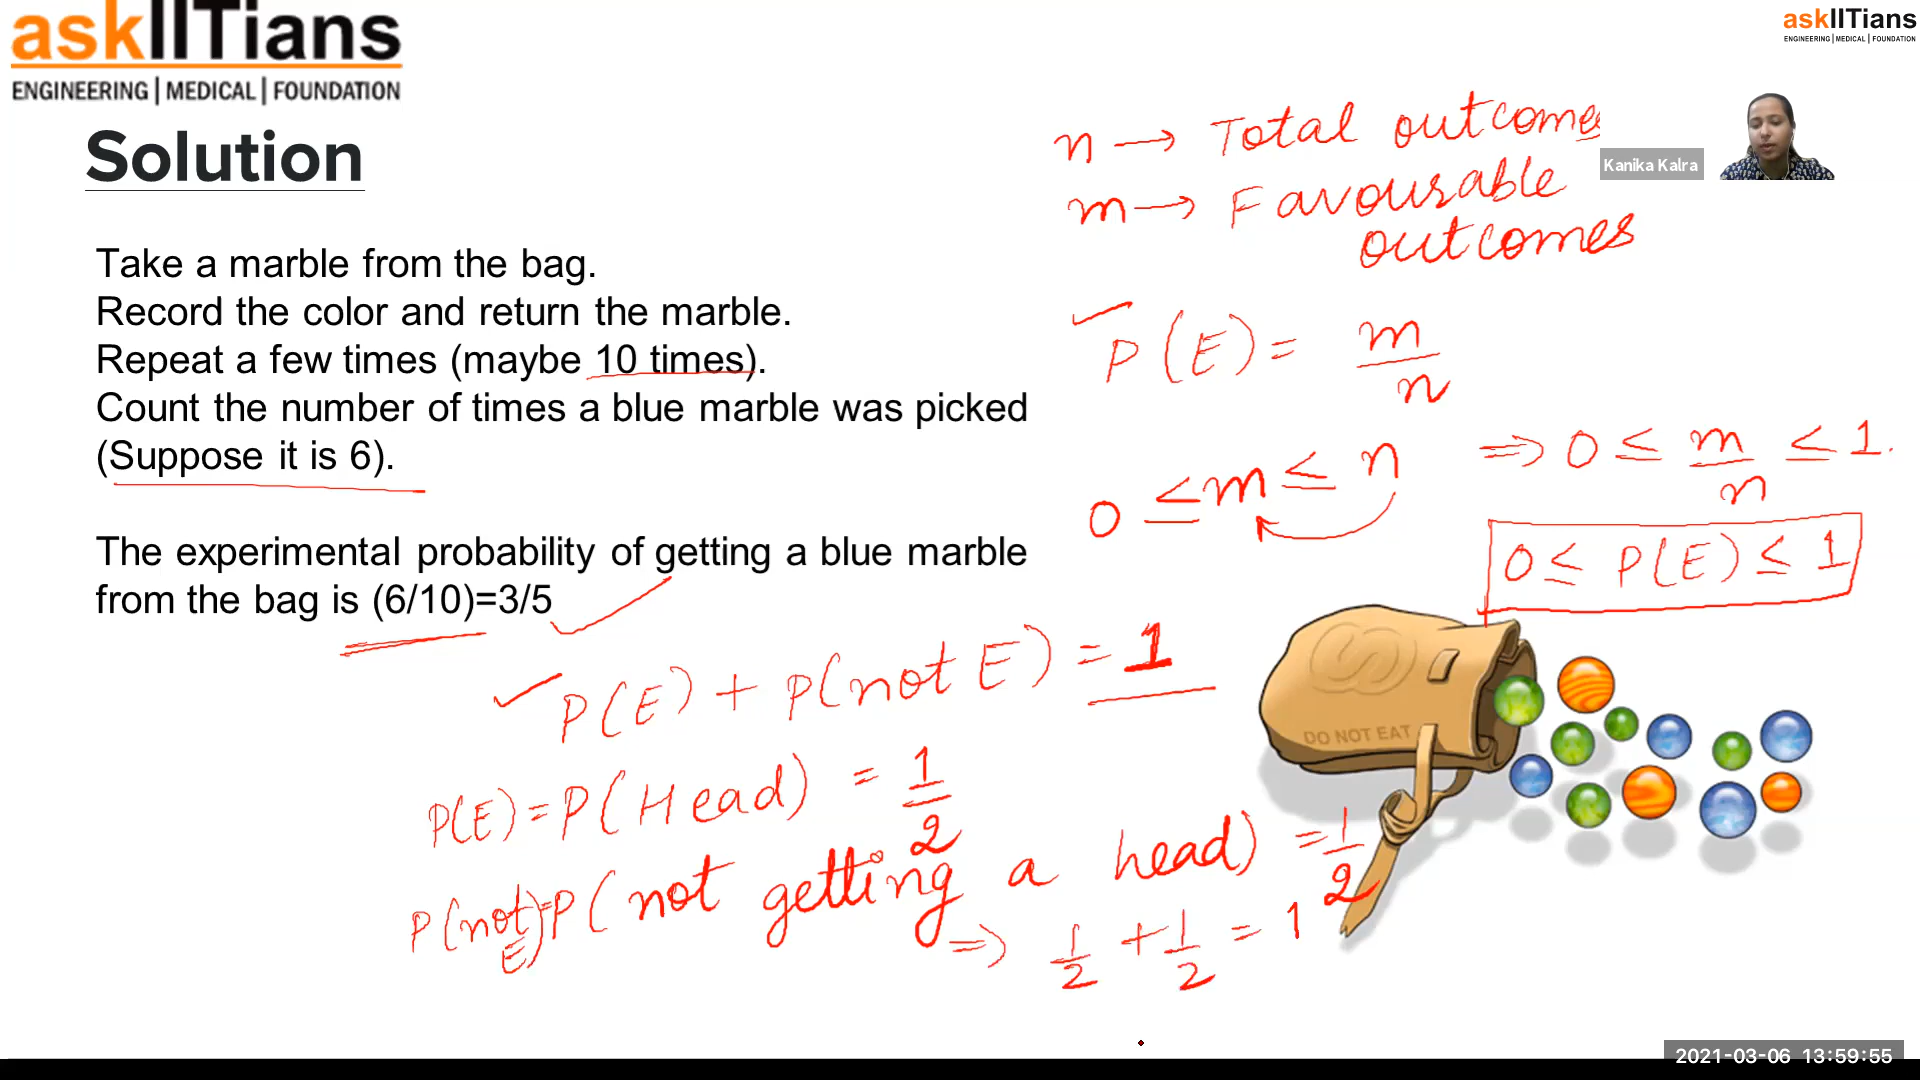 askIITians
ENGINEERING | MEDICAL | FOUNDATION
askIITians
ENGINEERING | MEDICAL | FOUNDATION
Kanika Kalra
Solution
Take a marble from the bag.
Record the color and return the marble.
Repeat a few times (maybe 10 times).
Count the number of times a blue marble was picked
(Suppose it is 6).
The experimental probability of getting a blue marble
from the bag is (6/10)=3/5
n → Total outcomes
m → Favourable
outcomes
P(E) = m/n
0 ≤ m ≤ n ⇒ 0 ≤ m/n ≤ 1.
0 ≤ P(E) ≤ 1
P(E) + P(not E) = 1
P(E) = P(Head) = 1/2
P(not E) = P(not getting a head) = 1/2
⇒ 1/2 + 1/2 = 1
DO NOT EAT
2021-03-06 13:59:55